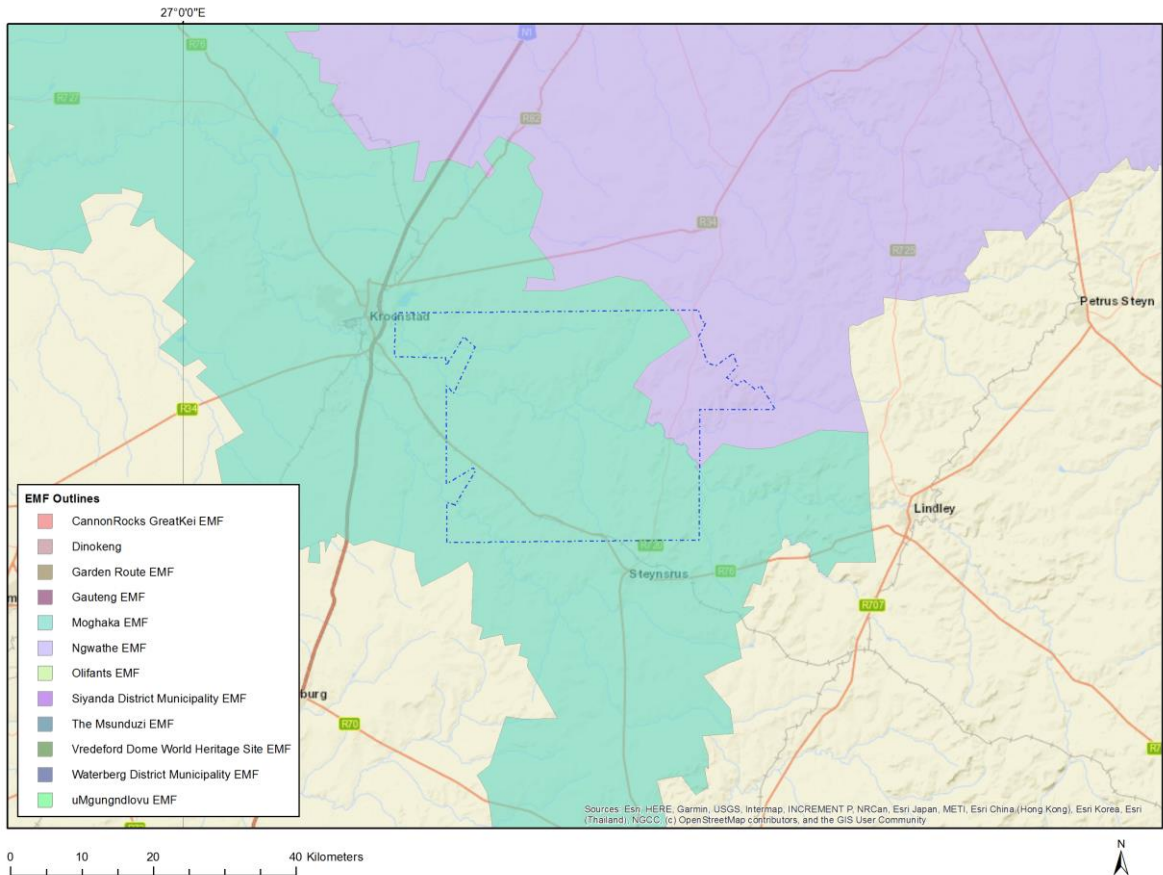 27°0'0"E
N1
R76
R727
R82
R34
R725
Petrus Steyn
Kroonstad
R34
EMF Outlines
CannonRocks GreatKei EMF
Dinokeng
Garden Route EMF
Gauteng EMF
Moghaka EMF
Ngwathe EMF
Olifants EMF
Siyanda District Municipality EMF
The Msunduzi EMF
Vredeford Dome World Heritage Site EMF
Waterberg District Municipality EMF
uMgungndlovu EMF
Lindley
R725
Steynsrus
R76
R707
burg
R70
Sources: Esri, HERE, Garmin, USGS, Intermap, INCREMENT P, NRCan, Esri Japan, METI, Esri China (Hong Kong), Esri Korea, Esri
(Thailand), NGCC, (c) OpenStreetMap contributors, and the GIS User Community
0 10 20 40 Kilometers
N